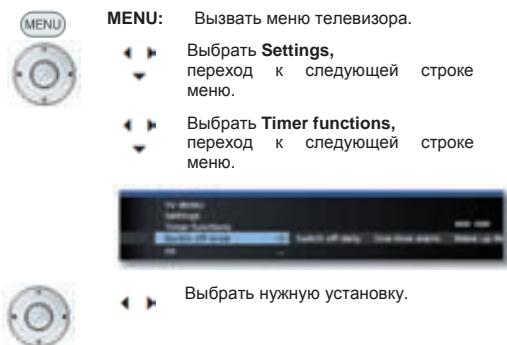 MENU
MENU: Вызвать меню телевизора.
Выбрать Settings,
переход к следующей строке
меню.
Выбрать Timer functions,
переход к следующей строке
меню.
TV MENU
Settings
Timer functions
Switch off daily
Выбрать нужную установку.